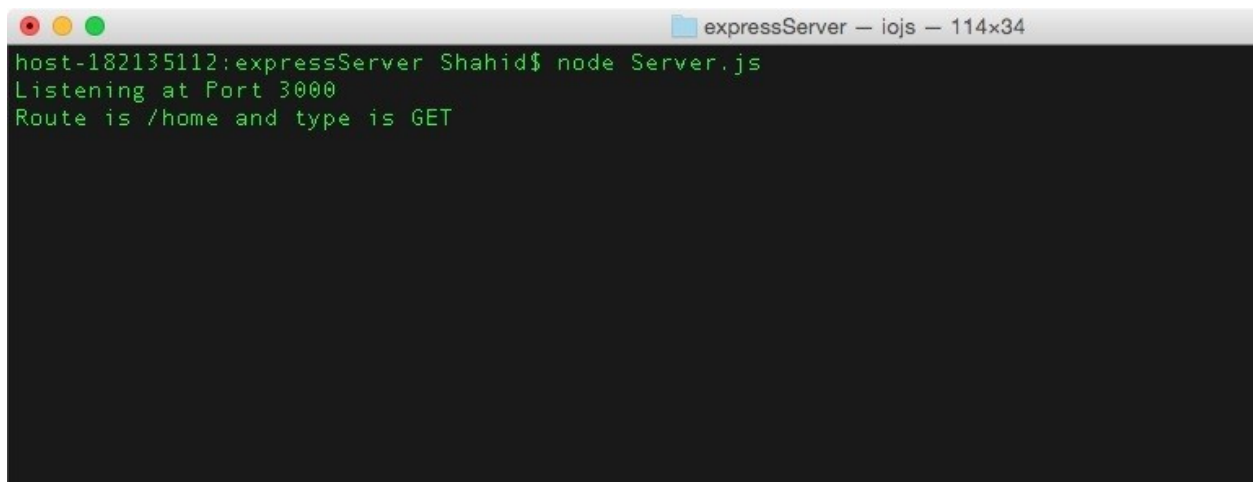 expressServer — iojs — 114×34
host-182135112:expressServer Shahid$ node Server.js
Listening at Port 3000
Route is /home and type is GET